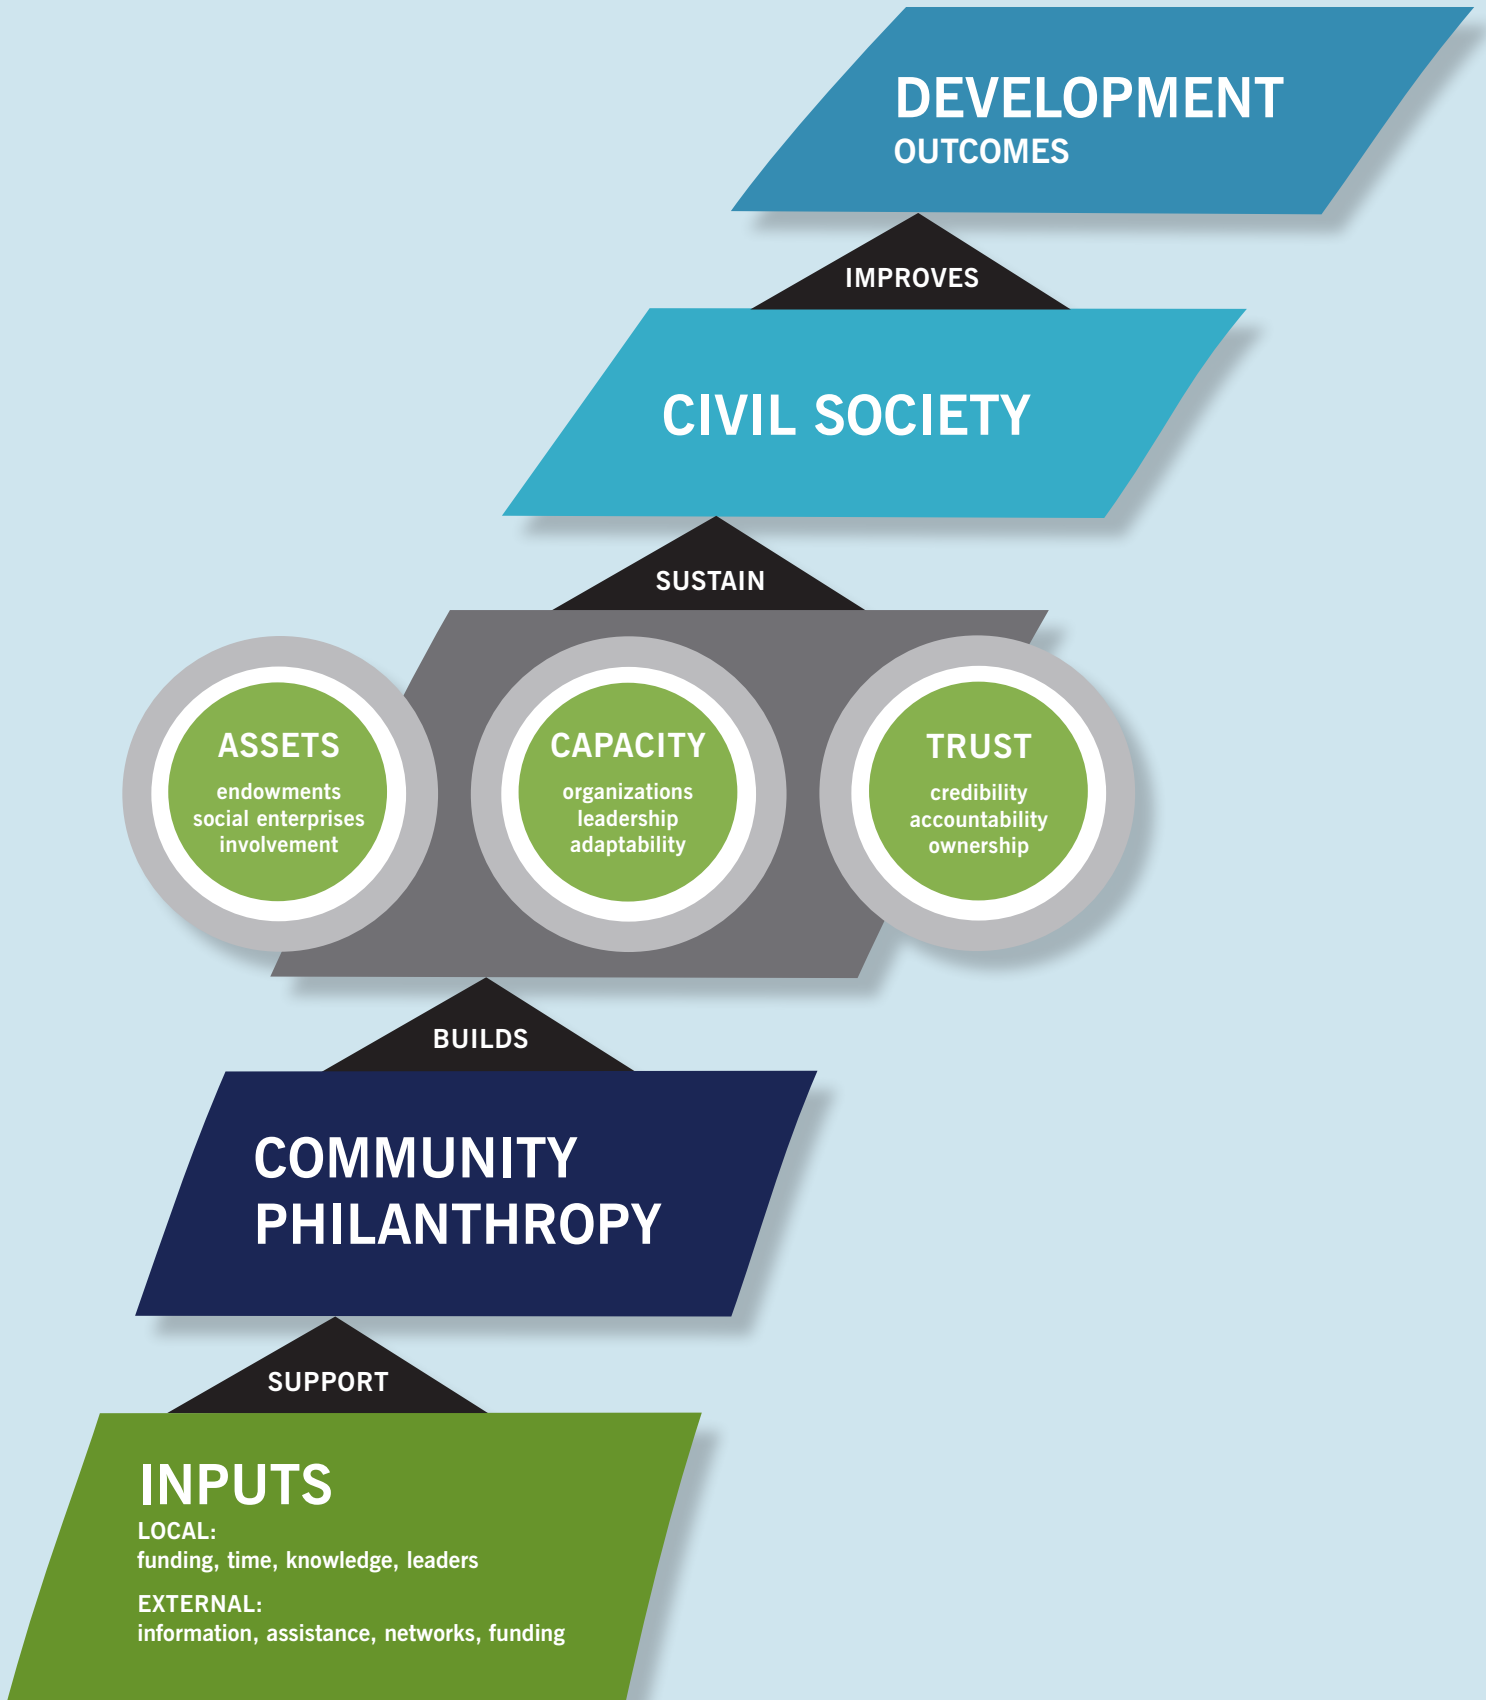 DEVELOPMENT
OUTCOMES
IMPROVES
CIVIL SOCIETY
SUSTAIN
ASSETS
endowments
social enterprises
involvement
CAPACITY
organizations
leadership
adaptability
TRUST
credibility
accountability
ownership
BUILDS
COMMUNITY
PHILANTHROPY
SUPPORT
INPUTS
LOCAL:
funding, time, knowledge, leaders
EXTERNAL:
information, assistance, networks, funding